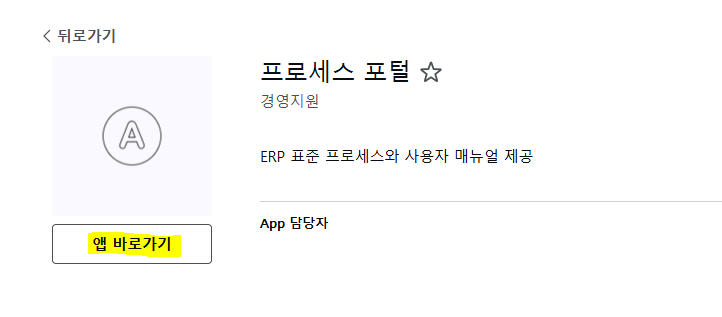 뒤로가기
프로세스 포털
경영지원
ERP 표준 프로세스와 사용자 매뉴얼 제공
A
앱 바로가기
App 담당자